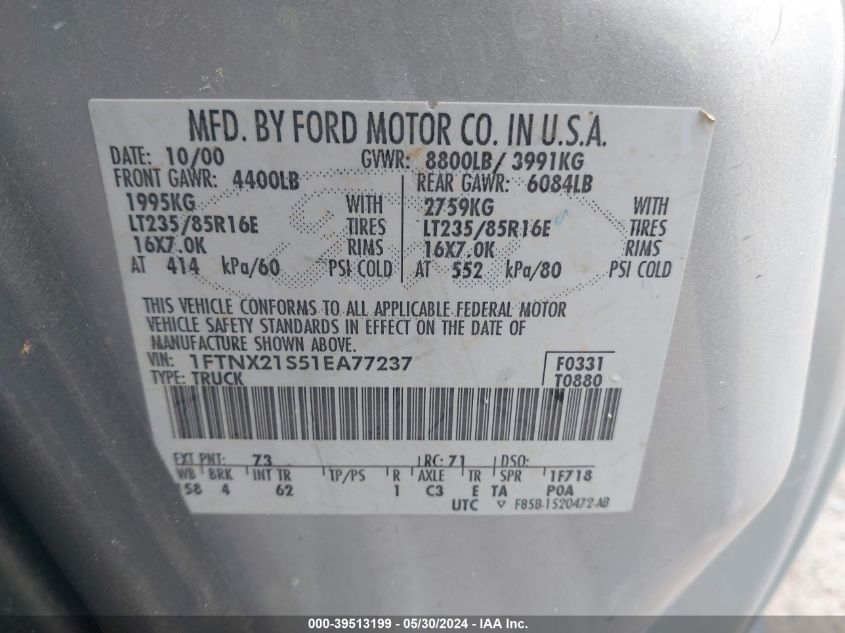 MFD. BY FORD MOTOR CO. IN U.S.A.
DATE: 10/00 GVWR: 8800LB/ 3991KG
FRONT GAWR: 4400LB REAR GAWR: 6084LB
1995KG WITH 2759KG WITH
LT235/85R16E TIRES LT235/85R16E TIRES
16X7.0K RIMS 16X7.0K RIMS
AT 414 kPa/60 PSI COLD AT 552 kPa/80 PSI COLD
THIS VEHICLE CONFORMS TO ALL APPLICABLE FEDERAL MOTOR
VEHICLE SAFETY STANDARDS IN EFFECT ON THE DATE OF
MANUFACTURE SHOWN ABOVE.
VIN: 1FTNX21S51EA77237 F0331
TYPE: TRUCK T0880
EXT PNT: 73 RC: 71 DSO:
WB BRK INT TR TP/PS R AXLE TR SPR 1F718
158 4 62 1 C3 E TA POA
UTC F85B-1520472-AB
000-39513199 - 05/30/2024 - IAA Inc.